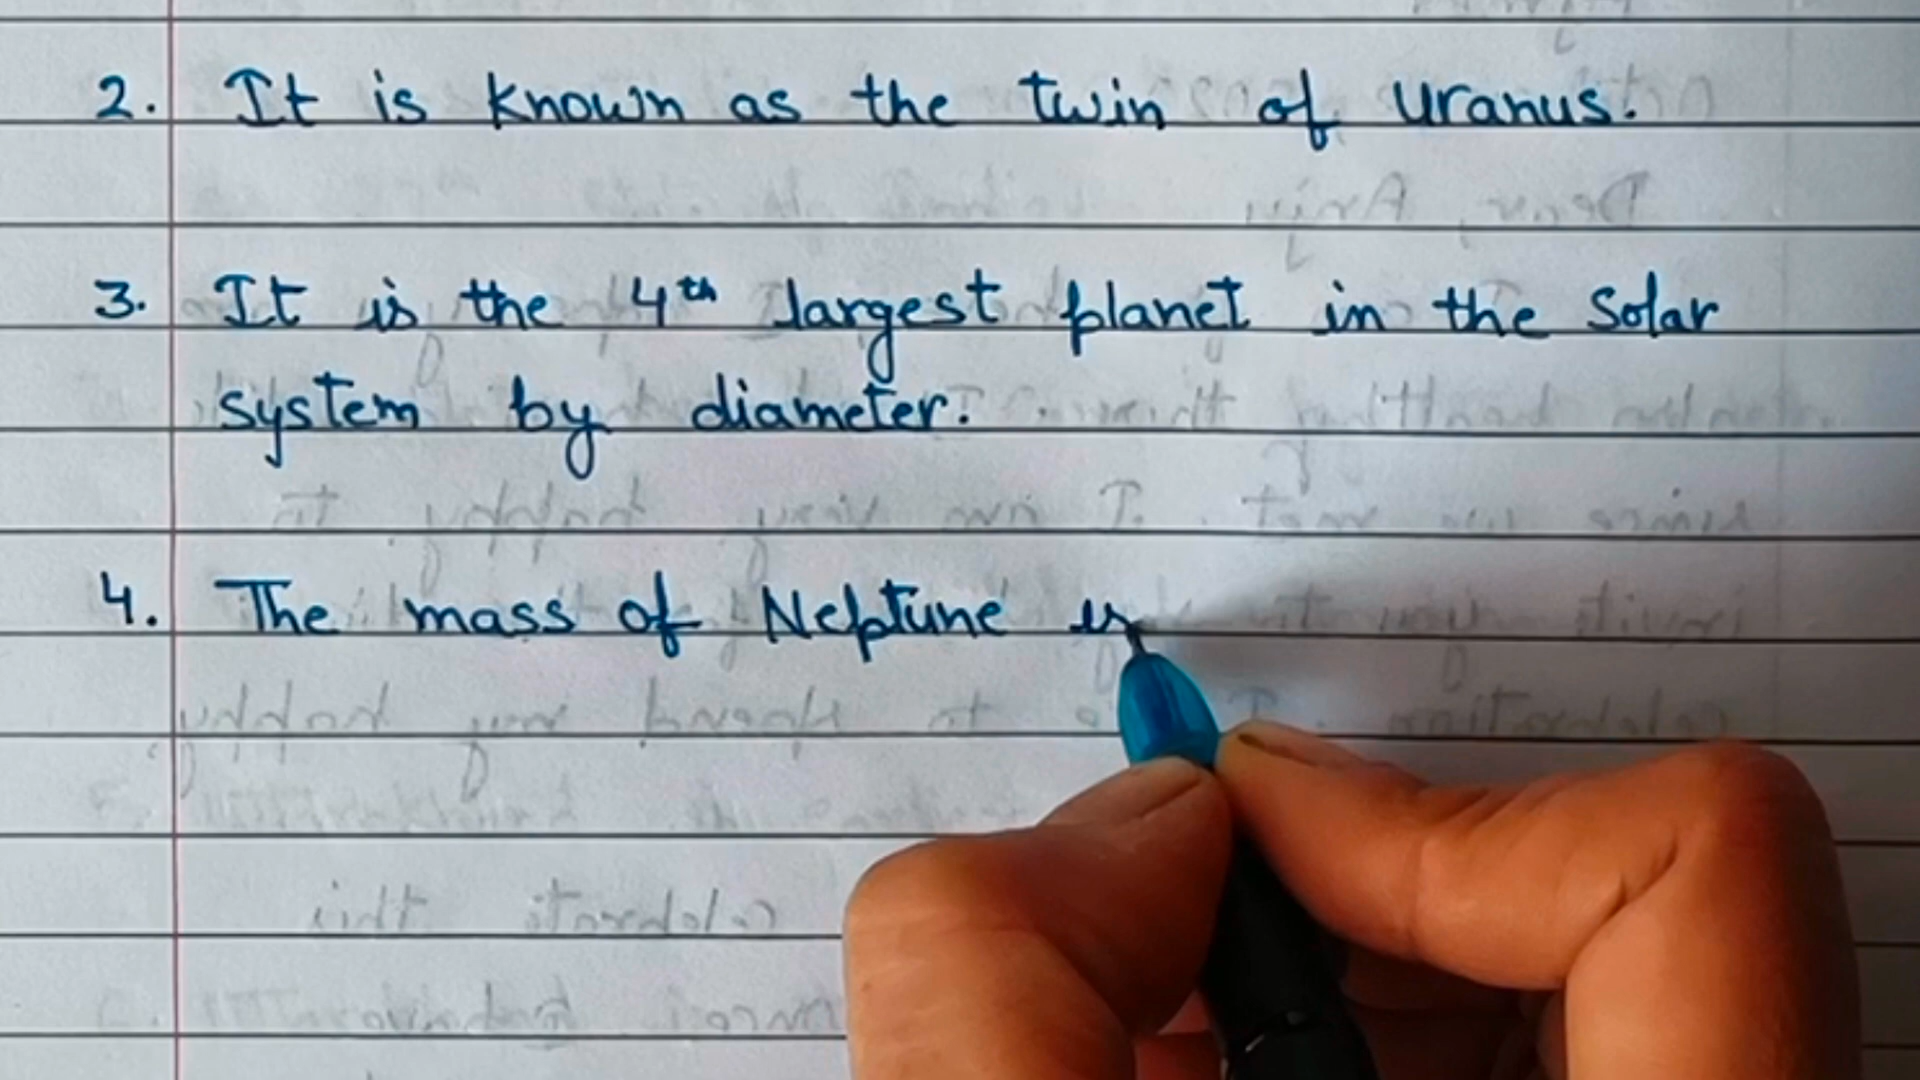 2. It is known as the twin of Uranus.
3. It is the 4th largest planet in the Solar
system by diameter.
4. The mass of Neptune is